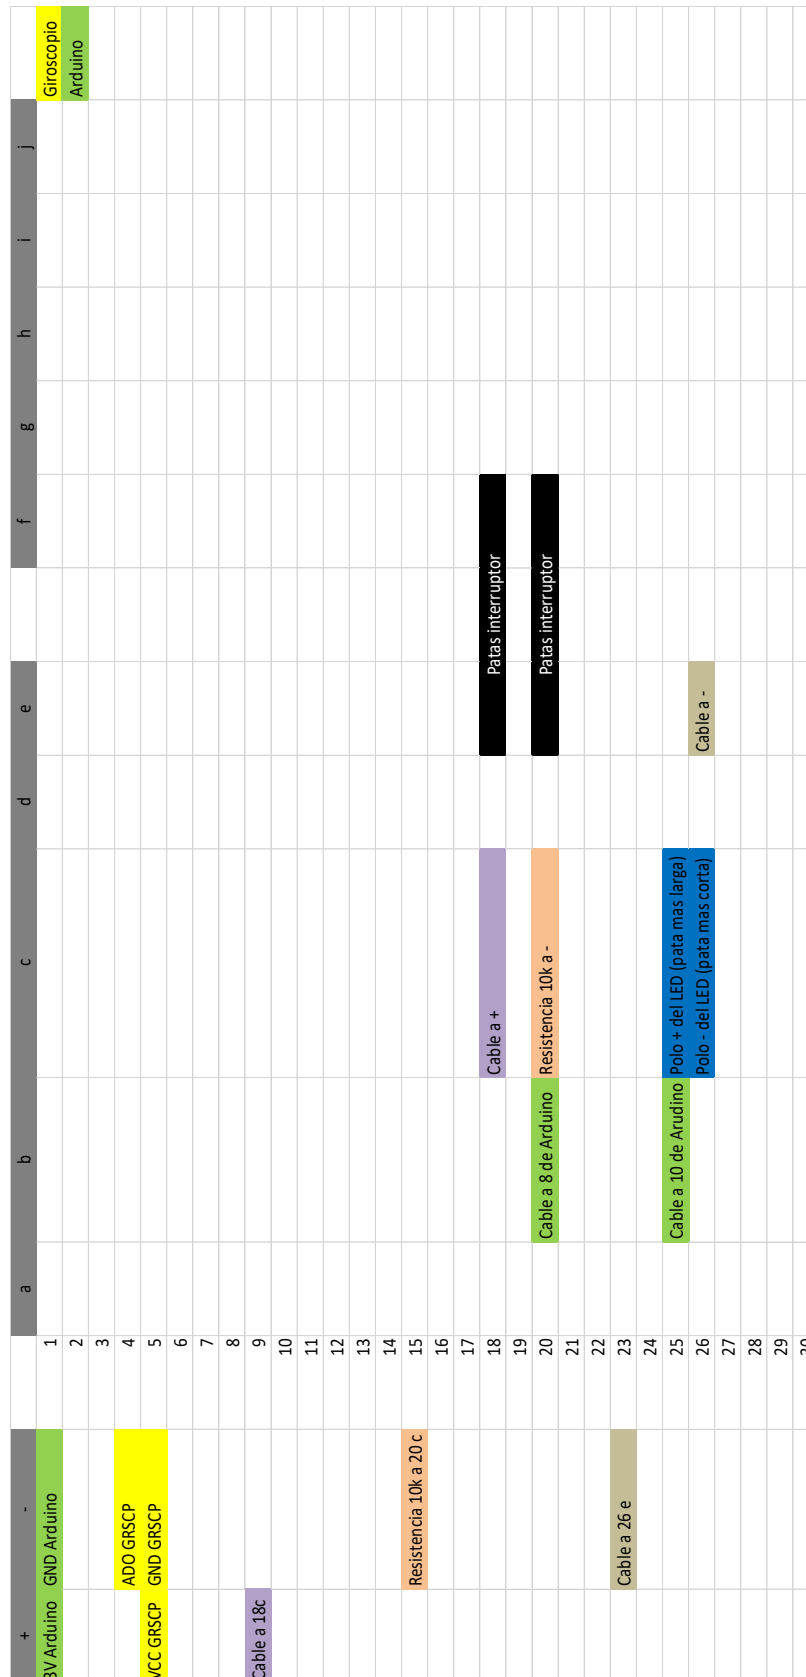 + - a b c d e f g h i j
3V Arduino GND Arduino 1 Giroscopio
2 Arduino
3
ADO GRSCP 4
VCC GRSCP GND GRSCP 5
6
7
8
Cable a 18c 9
10
11
12
13
14
Resistencia 10k a 20 c 15
16
17
18 Cable a + Patas interruptor
19
20 Cable a 8 de Arduino Resistencia 10k a - Patas interruptor
21
22
Cable a 26 e 23
24
25 Cable a 10 de Arudino Polo + del LED (pata mas larga)
26 Polo - del LED (pata mas corta) Cable a -
27
28
29
30